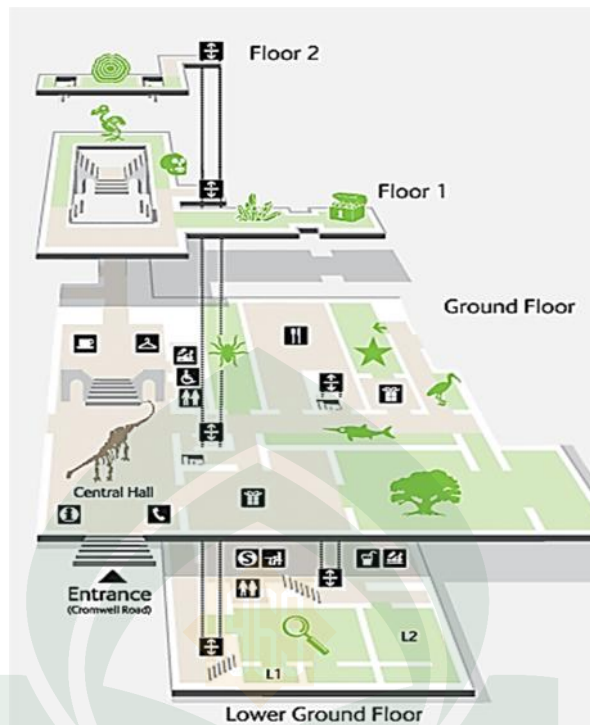 Floor 2
Floor 1
Ground Floor
Central Hall
Entrance
(Cromwell Road)
L2
L1
Lower Ground Floor